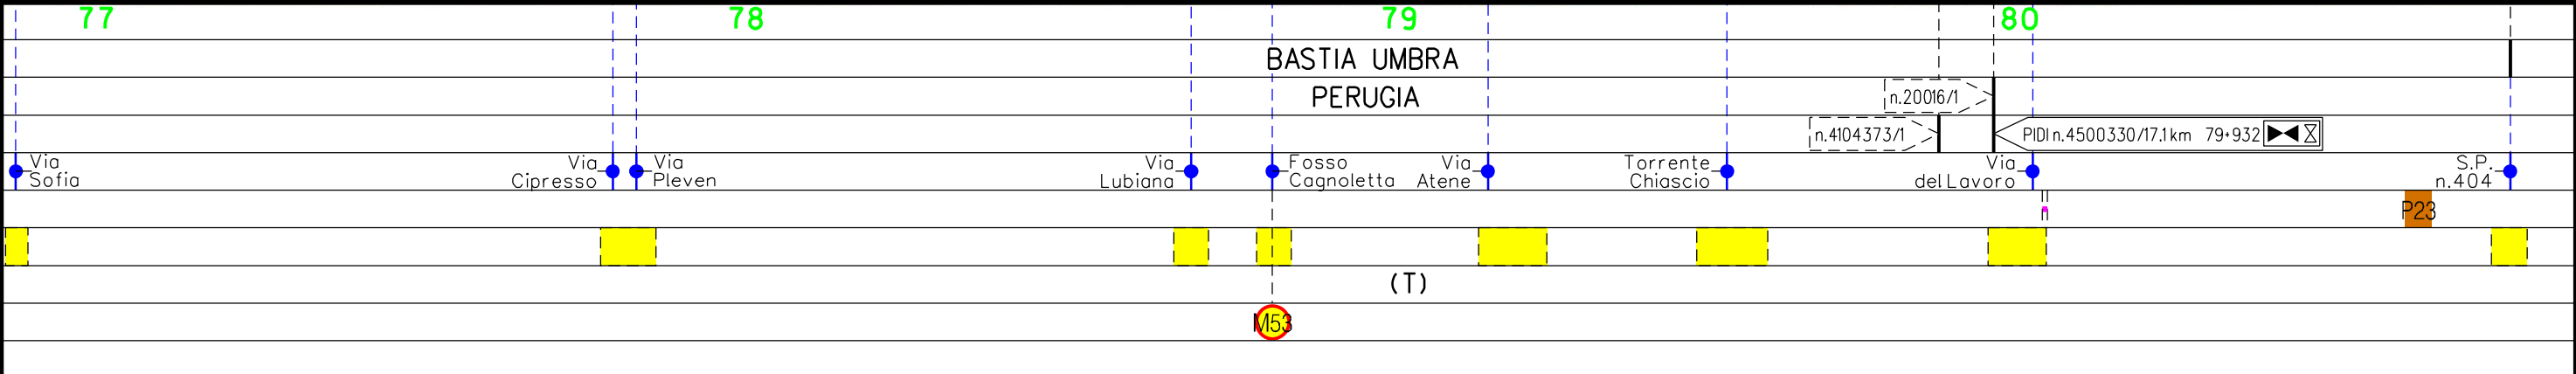 77 78 79 80
BASTIA UMBRA
PERUGIA
n.20016/1
n.4104373/1
PIDI n.4500330/17.1km 79+932
Via
Sofia
Via
Cipresso
Via
Pleven
Via
Lubiana
Fosso
Cagnoletta
Via
Atene
Torrente
Chiascio
Via
del Lavoro
S.P.
n.404
P23
(T)
M53